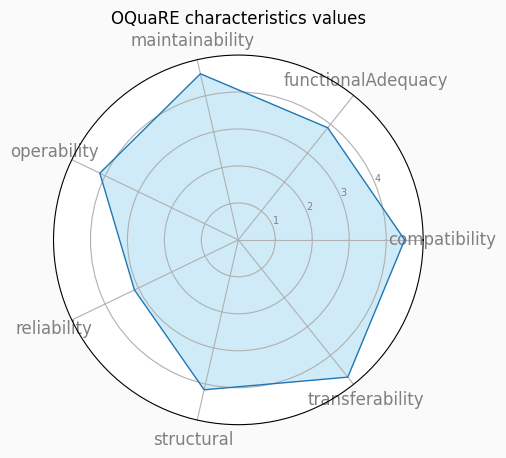 OQuaRE characteristics values
maintainability
functionalAdequacy
operability
4
3
2
1
compatibility
reliability
transferability
structural